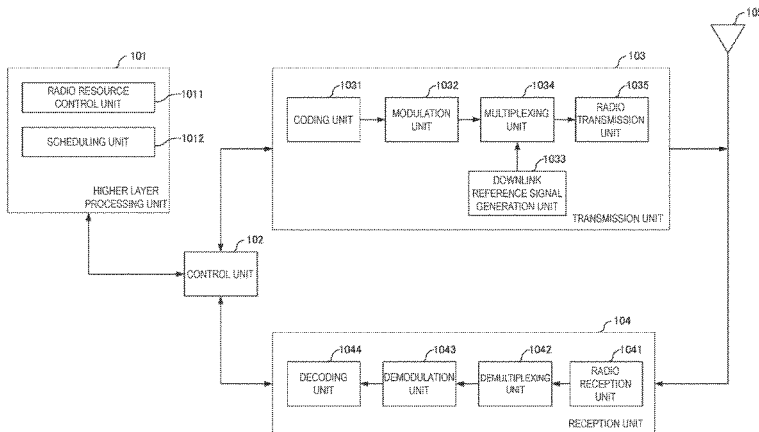 101
RADIO RESOURCE
CONTROL UNIT
1011
SCHEDULING UNIT
1012
HIGHER LAYER
PROCESSING UNIT
102
CONTROL UNIT
103
1031
CODING UNIT
1032
MODULATION
UNIT
1034
MULTIPLEXING
UNIT
1035
RADIO
TRANSMISSION
UNIT
1033
DOWNLINK
REFERENCE SIGNAL
GENERATION UNIT
TRANSMISSION UNIT
105
104
1044
DECODING
UNIT
1043
DEMODULATION
UNIT
1042
DEMULTIPLEXING
UNIT
1041
RADIO
RECEPTION
UNIT
RECEPTION UNIT